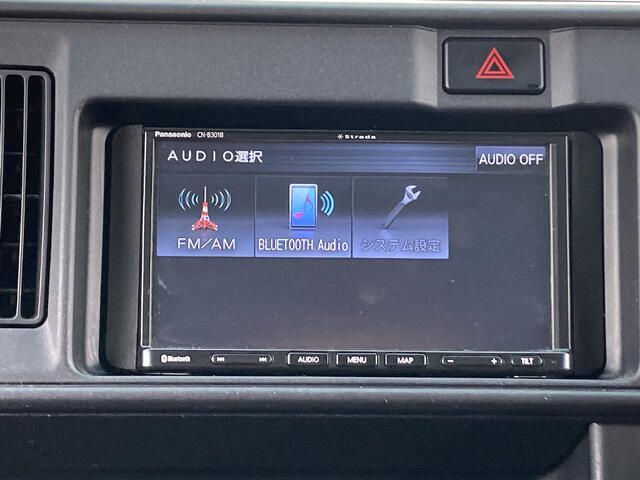 Panasonic CN-B301B Strada
AUDIO選択 AUDIO OFF
FM/AM BLUETOOTH Audio システム設定
Bluetooth AUDIO MENU MAP − + TILT